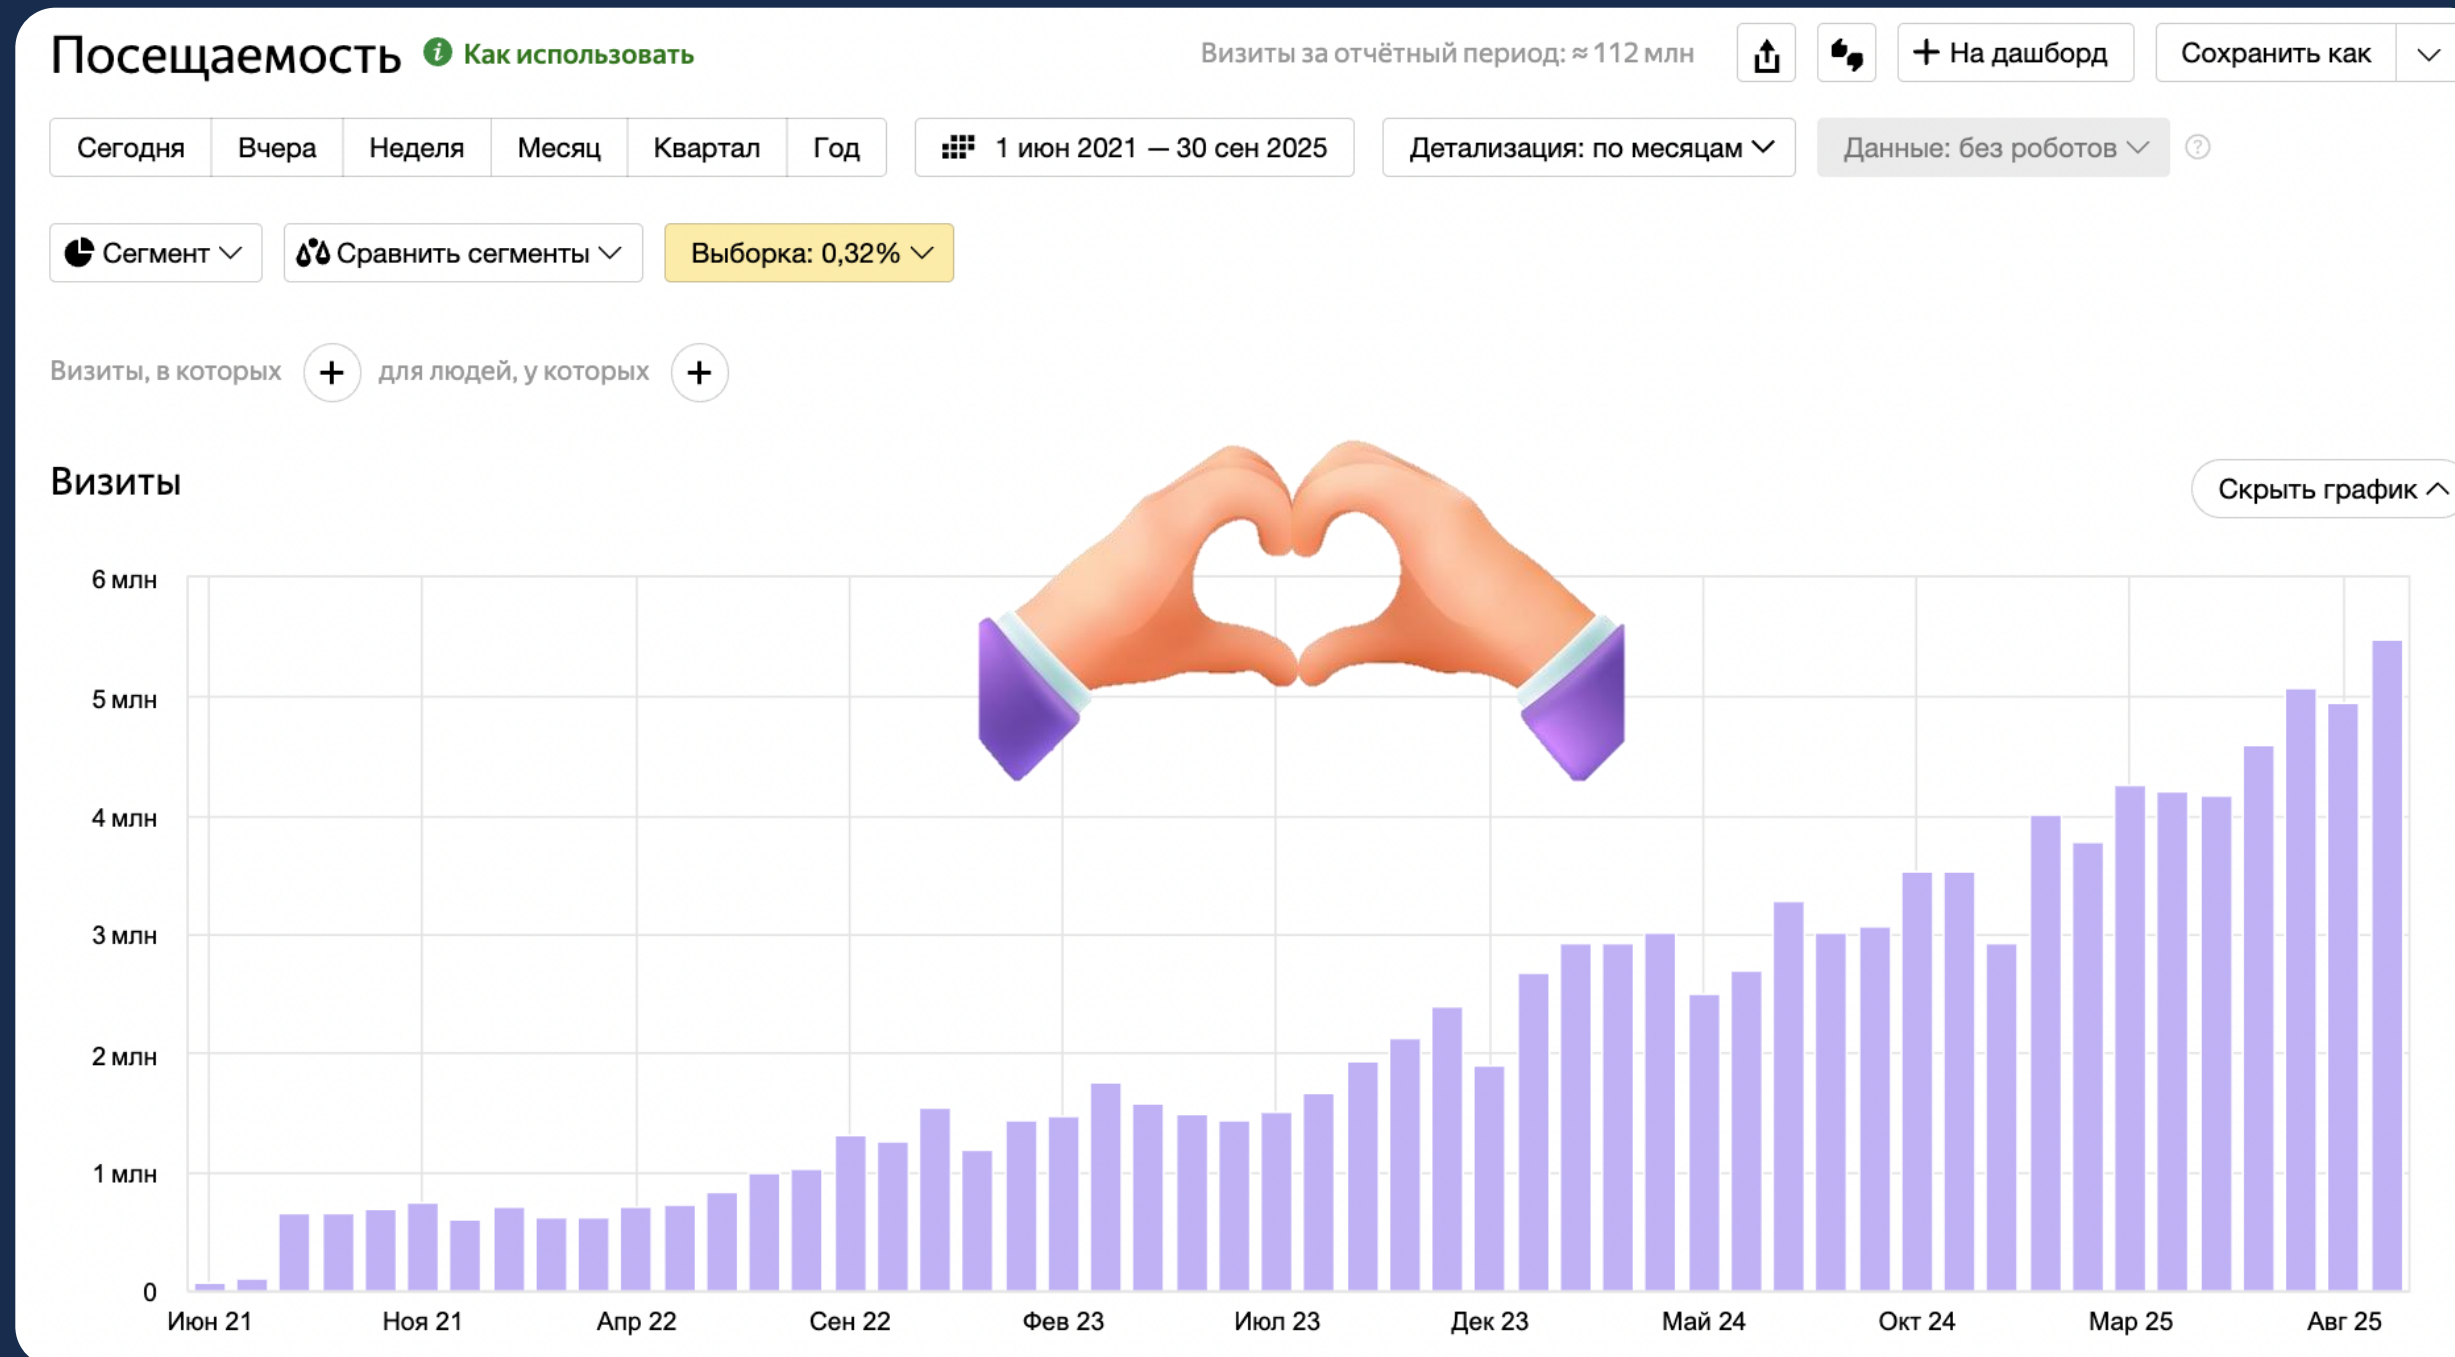 Посещаемость
Как использовать
Визиты за отчётный период: ≈ 112 млн
На дашборд
Сохранить как
Сегодня
Вчера
Неделя
Месяц
Квартал
Год
1 июн 2021 — 30 сен 2025
Детализация: по месяцам
Данные: без роботов
?
Сегмент
Сравнить сегменты
Выборка: 0,32%
Визиты, в которых + для людей, у которых +
Визиты
Скрыть график
6 млн
5 млн
4 млн
3 млн
2 млн
1 млн
0
Июн 21
Ноя 21
Апр 22
Сен 22
Фев 23
Июл 23
Дек 23
Май 24
Окт 24
Мар 25
Авг 25